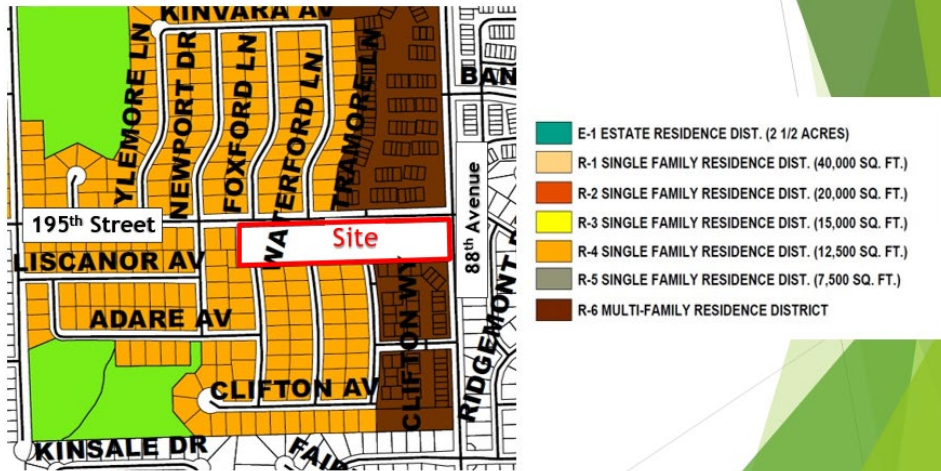 KINVARA AV
YLEMORE LN
NEWPORT DR
FOXFORD LN
WATERFORD LN
TRAMORE LN
BAN
195th Street
Site
88th Avenue
LISCANOR AV
ADARE AV
CLIFTON AV
CLIFTON WY
RIDGEMONT
KINSALE DR
FAIR
E-1 ESTATE RESIDENCE DIST. (2 1/2 ACRES)
R-1 SINGLE FAMILY RESIDENCE DIST. (40,000 SQ. FT.)
R-2 SINGLE FAMILY RESIDENCE DIST. (20,000 SQ. FT.)
R-3 SINGLE FAMILY RESIDENCE DIST. (15,000 SQ. FT.)
R-4 SINGLE FAMILY RESIDENCE DIST. (12,500 SQ. FT.)
R-5 SINGLE FAMILY RESIDENCE DIST. (7,500 SQ. FT.)
R-6 MULTI-FAMILY RESIDENCE DISTRICT